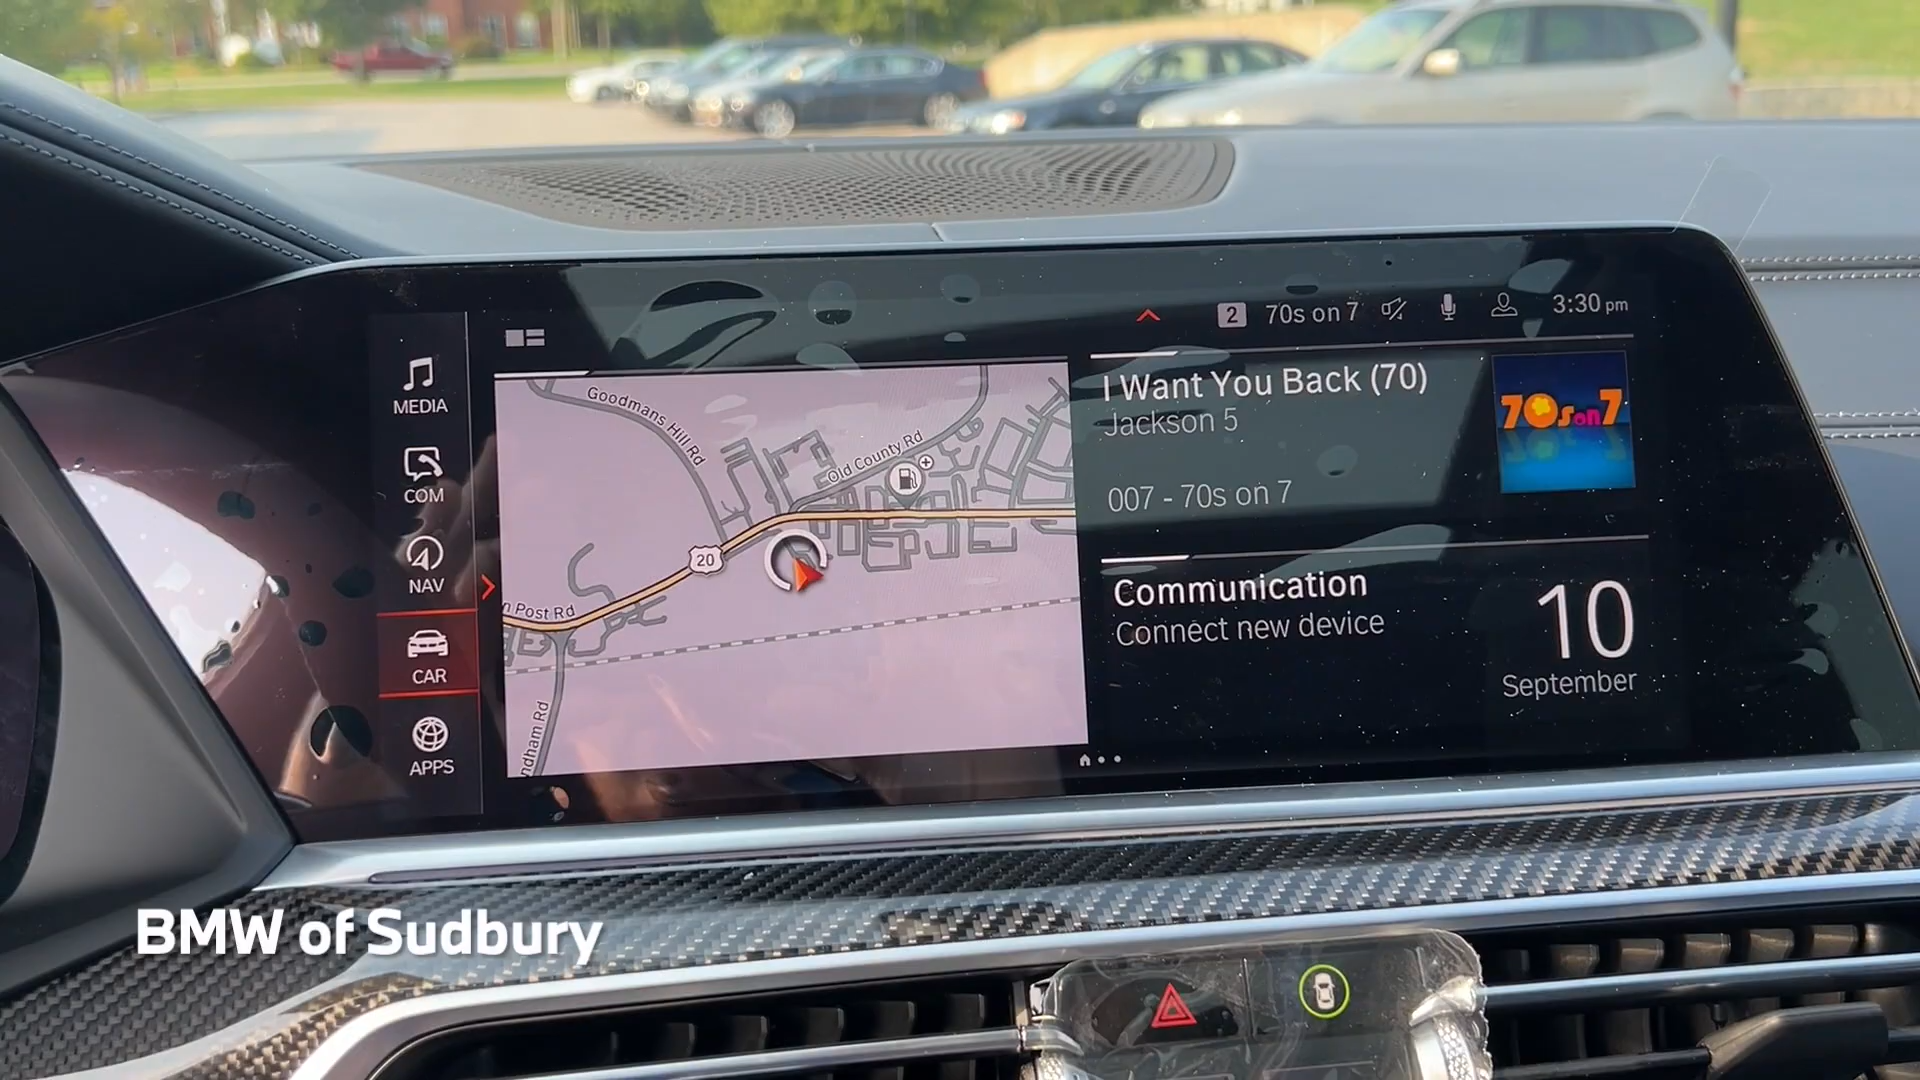 2 70s on 7 3:30 pm
MEDIA
COM
NAV
CAR
APPS
Goodmans Hill Rd
Old County Rd
20
n Post Rd
ndham Rd
I Want You Back (70)
Jackson 5
70s on 7
007 - 70s on 7
Communication
Connect new device
10
September
BMW of Sudbury